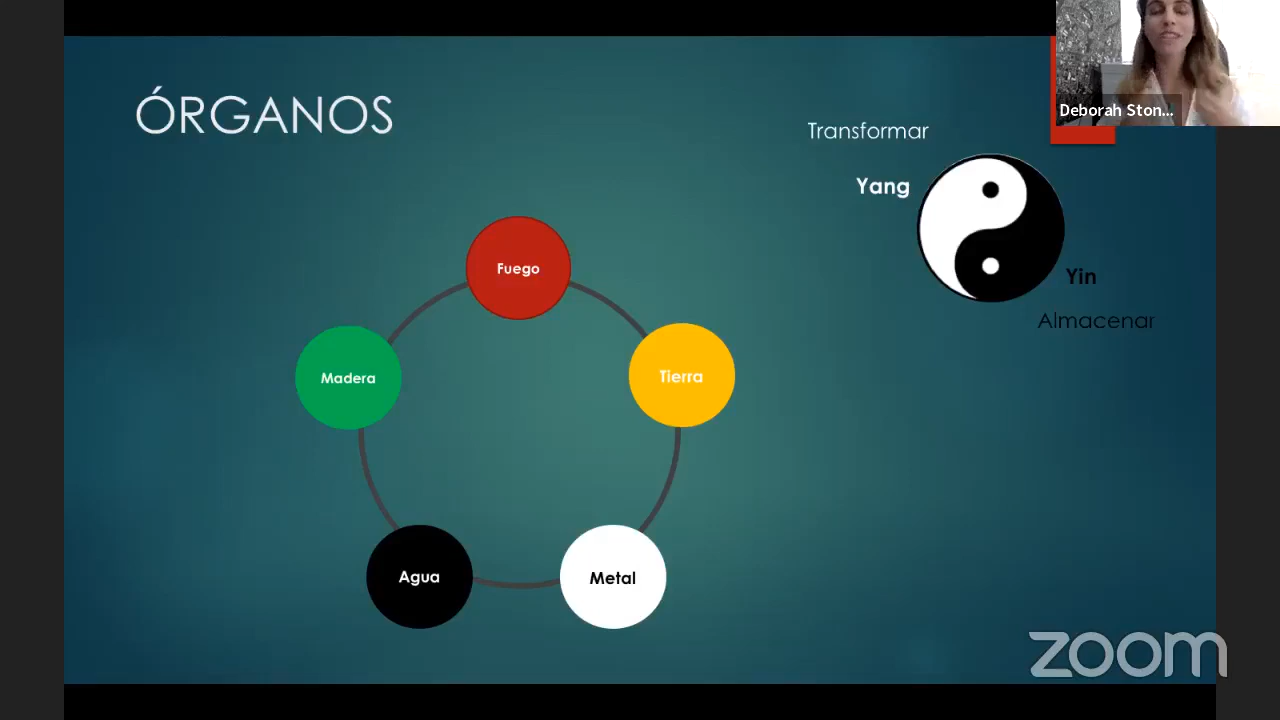 ÓRGANOS
Deborah Ston...
Transformar
Yang
Yin
Almacenar
Fuego
Madera
Tierra
Agua
Metal
zoom